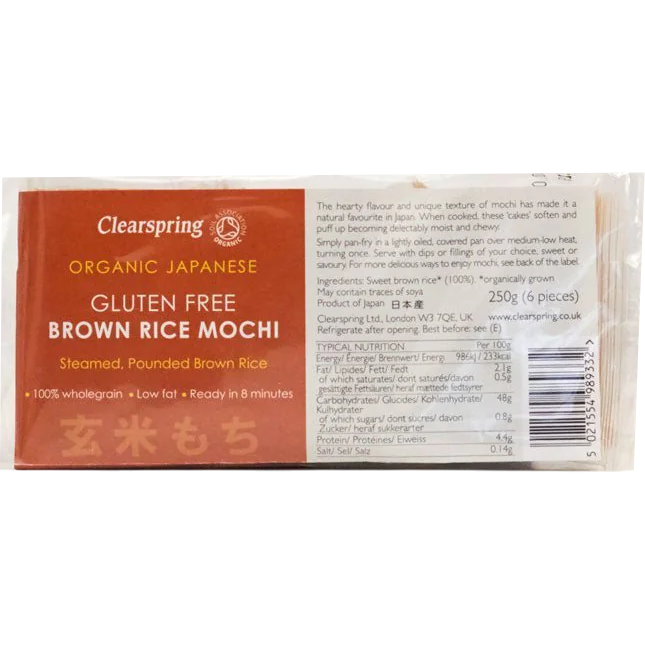 Clearspring
SOIL ASSOCIATION
ORGANIC
ORGANIC JAPANESE
GLUTEN FREE
BROWN RICE MOCHI
Steamed, Pounded Brown Rice
• 100% wholegrain • Low fat • Ready in 8 minutes
玄米もち
The hearty flavour and unique texture of mochi has made it a
natural favourite in Japan. When cooked, these 'cakes' soften and
puff up becoming delectably moist and chewy.
Simply pan-fry in a lightly oiled, covered pan over medium-low heat,
turning once. Serve with dips or fillings of your choice, sweet or
savoury. For more delicious ways to enjoy mochi, see back of the label.
Ingredients: Sweet brown rice* (100%). *organically grown
May contain traces of soya
Product of Japan 日本産
250g (6 pieces)
Clearspring Ltd., London W3 7QE, UK www.clearspring.co.uk
Refrigerate after opening. Best before: see (E)
TYPICAL NUTRITION Per 100g
Energy/ Énergie/ Brennwert/ Energi 986kJ / 233kcal
Fat/ Lipides/ Fett/ Fedt 2.1g
of which saturates/ dont saturés/davon 0.5g
gesättigte Fettsäuren/ heraf mættede fedtsyrer
Carbohydrates/ Glucides/ Kohlenhydrate/ 48g
Kulhydrater
of which sugars/ dont sucres/ davon 0.8g
Zucker/ heraf sukkerarter
Protein/ Protéines/ Eiweiss 4.4g
Salt/ Sel/ Salz 0.14g
5 021554 989332 >